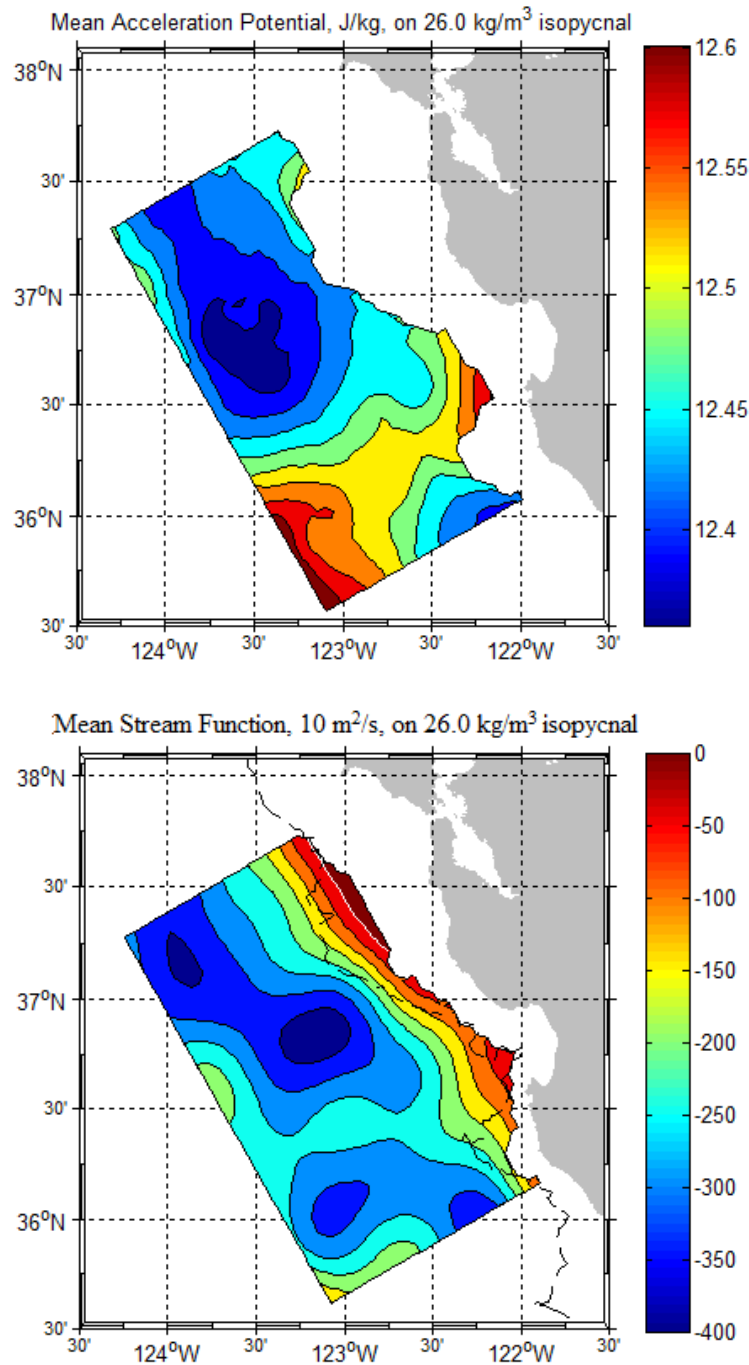 Mean Acceleration Potential, J/kg, on 26.0 kg/m³ isopycnal
38°N
30'
37°N
30'
36°N
30'
30' 124°W 30' 123°W 30' 122°W 30'
12.6
12.55
12.5
12.45
12.4
Mean Stream Function, 10 m²/s, on 26.0 kg/m³ isopycnal
38°N
30'
37°N
30'
36°N
30'
30' 124°W 30' 123°W 30' 122°W 30'
0
-50
-100
-150
-200
-250
-300
-350
-400